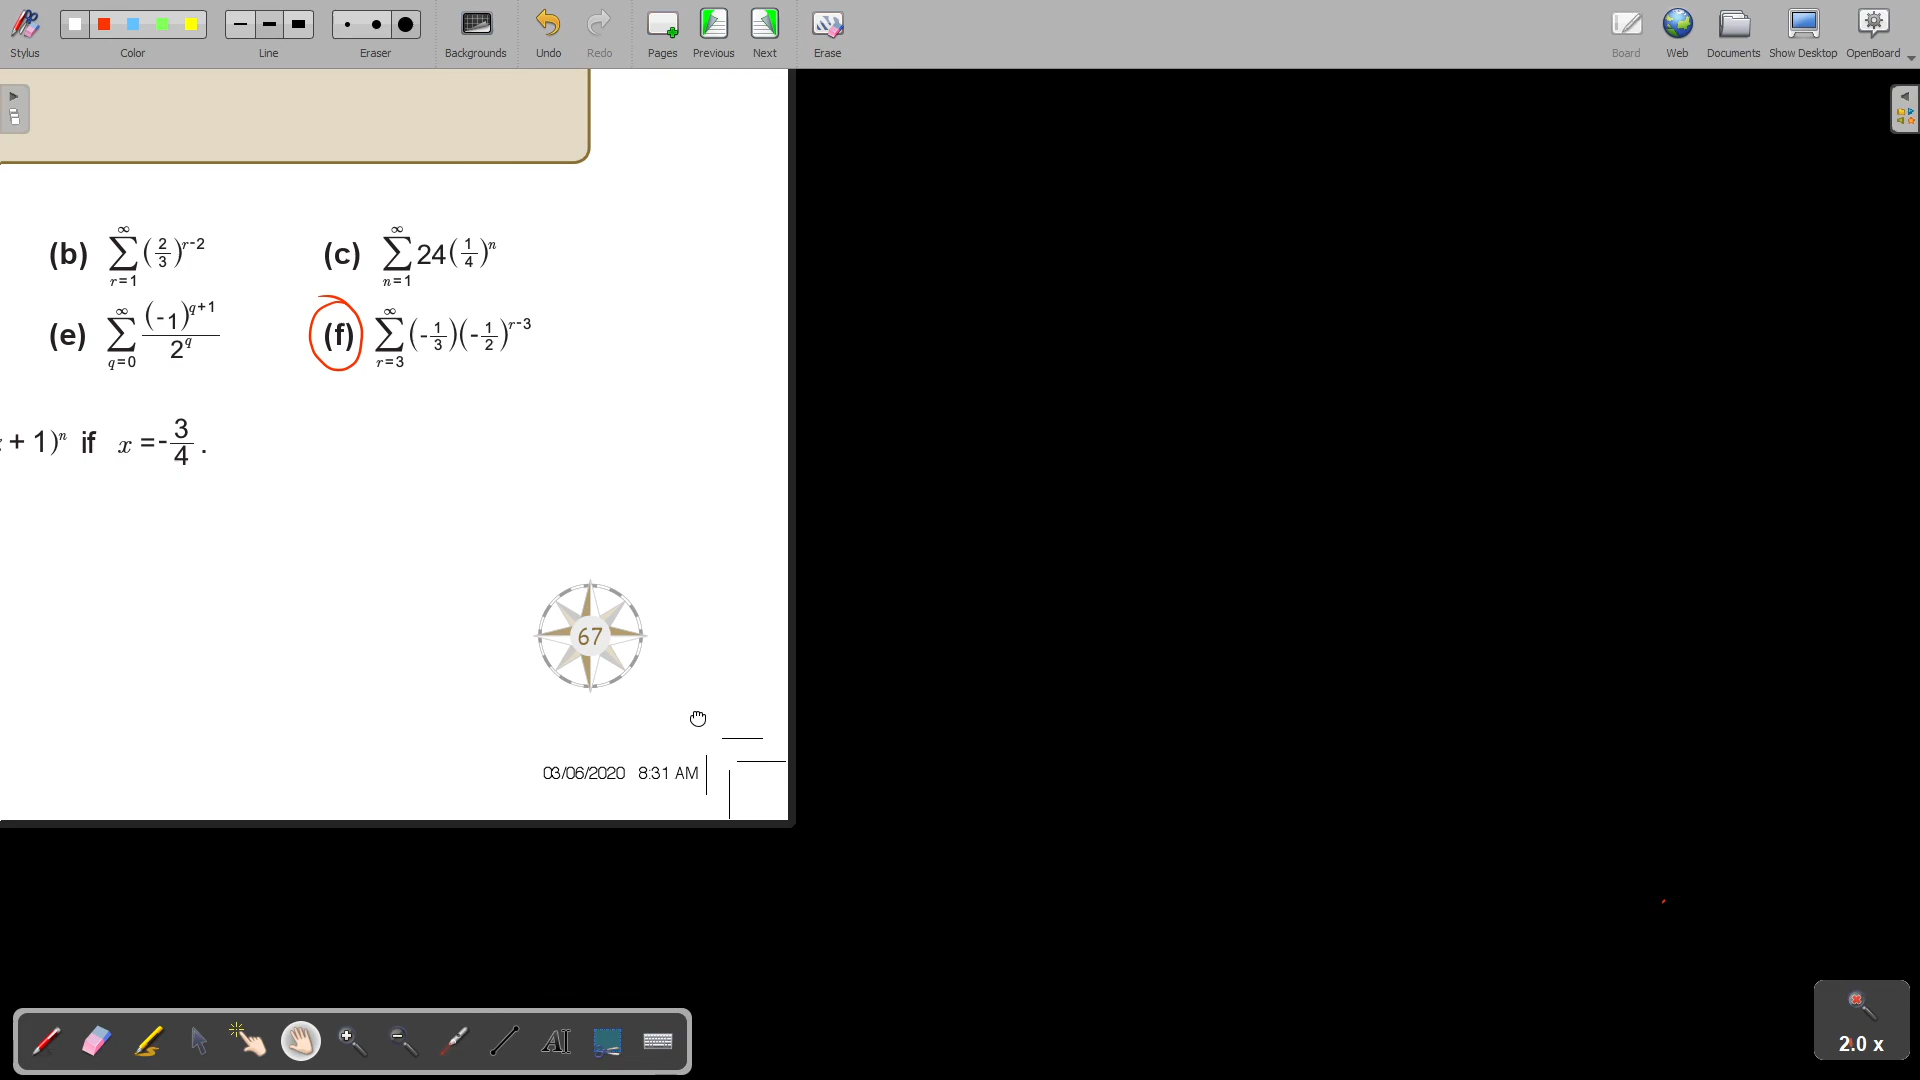 Stylus Color Line Eraser Backgrounds Undo Redo Pages Previous Next Erase Board Web Documents Show Desktop OpenBoard
(b) ∑_{r=1}^{∞} (2/3)^{r-2} (c) ∑_{n=1}^{∞} 24(1/4)^{n}
(e) ∑_{q=0}^{∞} (-1)^{q+1}/2^{q} (f) ∑_{r=3}^{∞} (-1/3)(-1/2)^{r-3}
+ 1)^{n} if x = -3/4 .
67
03/06/2020 8:31 AM
AI
2.0 x